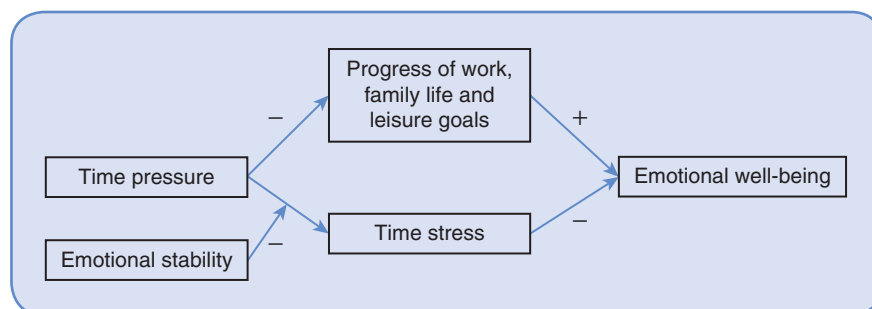 Progress of work,
family life and
leisure goals
−
+
Time pressure
Emotional well-being
Time stress
−
−
Emotional stability